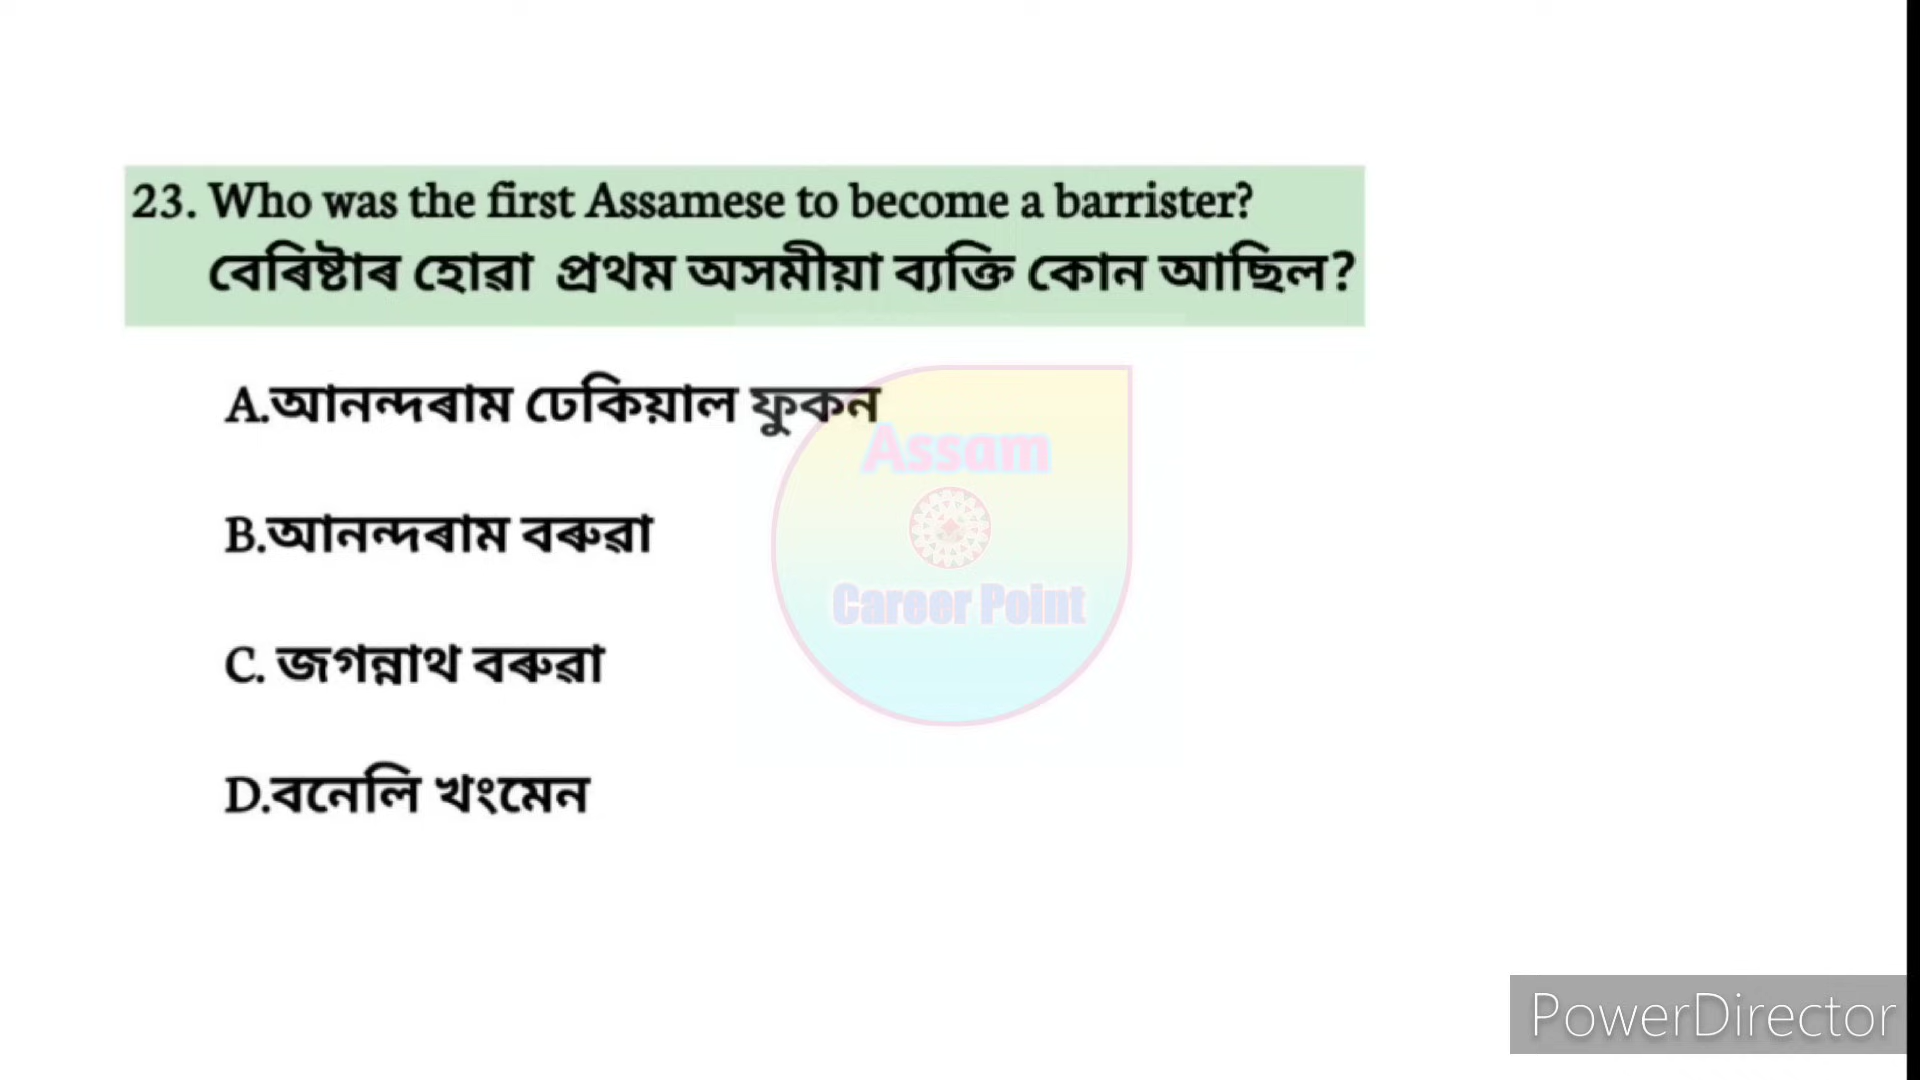 23. Who was the first Assamese to become a barrister?
বেৰিষ্টাৰ হোৱা প্ৰথম অসমীয়া ব্যক্তি কোন আছিল?
A.আনন্দৰাম ঢেকিয়াল ফুকন
Assam
B.আনন্দৰাম বৰুৱা
Career Point
C. জগন্নাথ বৰুৱা
D.বনেলি খংমেন
PowerDirector